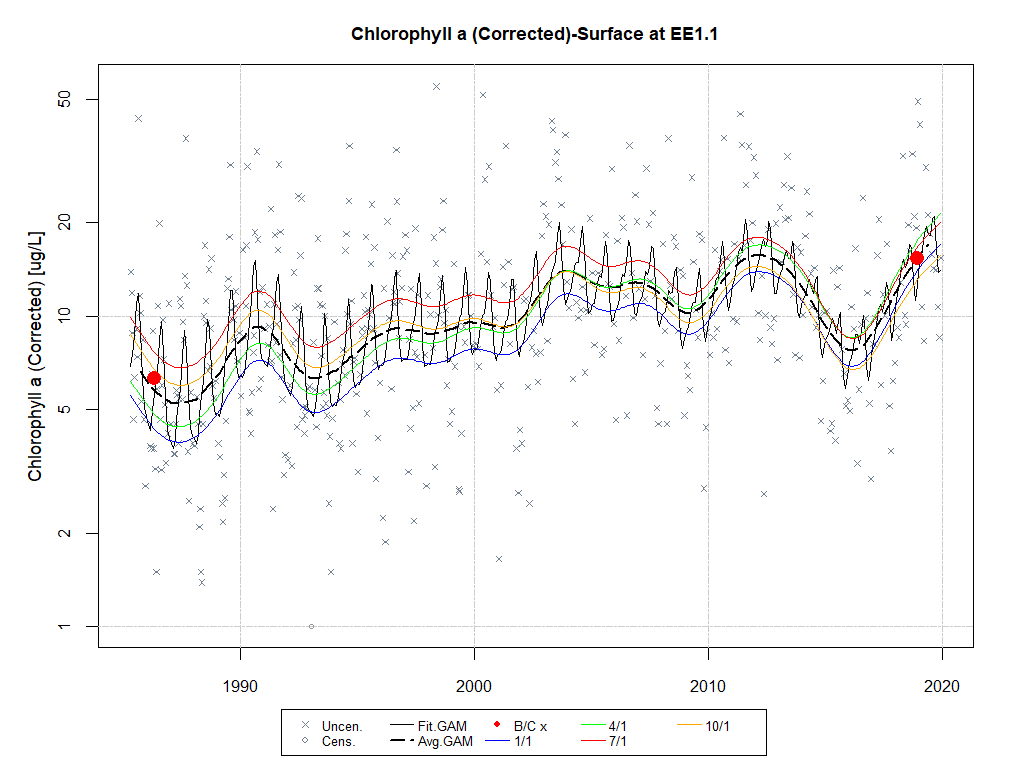 Chlorophyll a (Corrected)-Surface at EE1.1
Chlorophyll a (Corrected) [ug/L]
50
20
10
5
2
1
1990 2000 2010 2020
Uncen. Fit.GAM B/C x 4/1 10/1
Cens. Avg.GAM 1/1 7/1